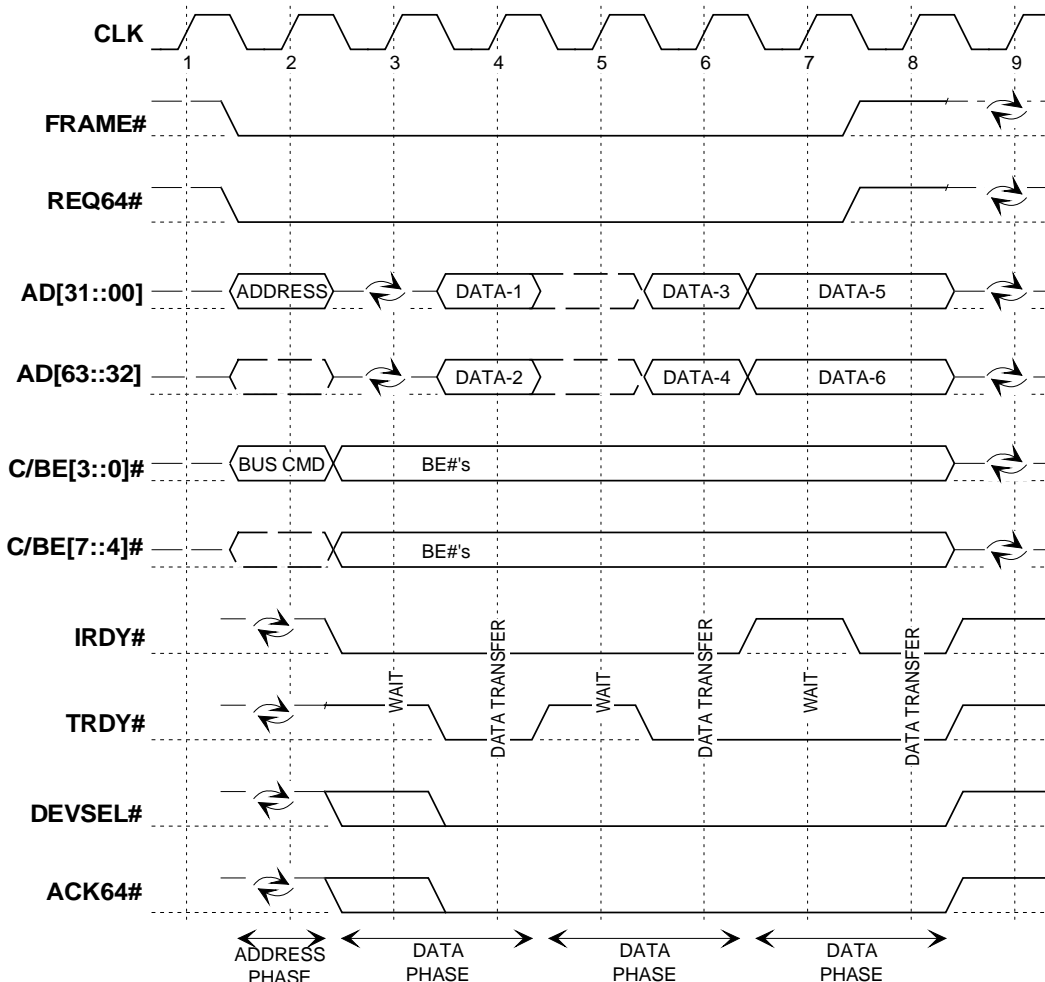 CLK
1 2 3 4 5 6 7 8 9
FRAME#
REQ64#
AD[31::00] ADDRESS DATA-1 DATA-3 DATA-5
AD[63::32] DATA-2 DATA-4 DATA-6
C/BE[3::0]# BUS CMD BE#'s
C/BE[7::4]# BE#'s
IRDY#
WAIT DATA TRANSFER WAIT DATA TRANSFER WAIT DATA TRANSFER
TRDY#
DEVSEL#
ACK64#
ADDRESS DATA DATA DATA
PHASE PHASE PHASE PHASE